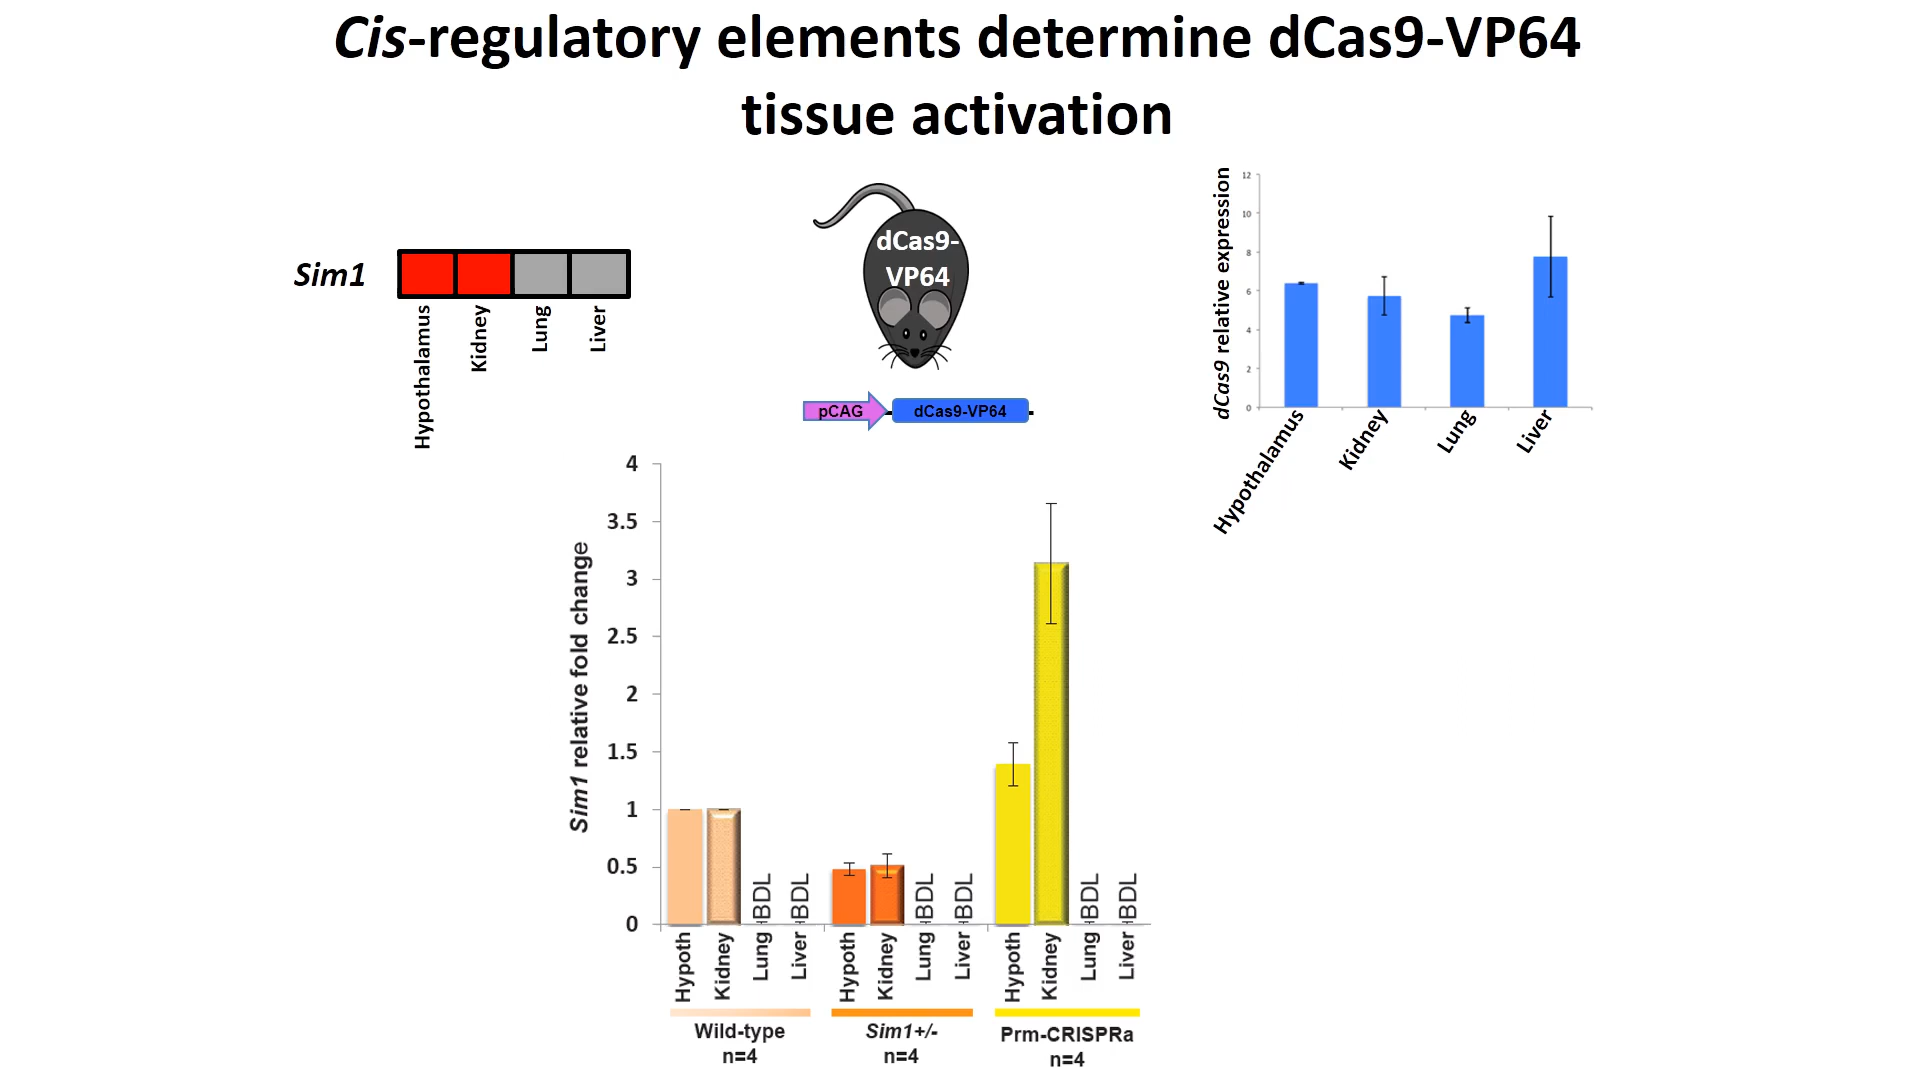 Cis-regulatory elements determine dCas9-VP64
tissue activation
Sim1
Hypothalamus
Kidney
Lung
Liver
dCas9-
VP64
pCAG
dCas9-VP64
dCas9 relative expression
12
10
8
6
4
2
0
Hypothalamus
Kidney
Lung
Liver
Sim1 relative fold change
4
3.5
3
2.5
2
1.5
1
0.5
0
BDL
BDL
BDL
BDL
BDL
BDL
Hypoth
Kidney
Lung
Liver
Hypoth
Kidney
Lung
Liver
Hypoth
Kidney
Lung
Liver
Wild-type
n=4
Sim1+/-
n=4
Prm-CRISPRa
n=4